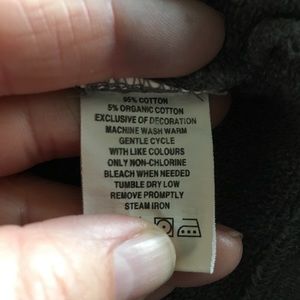 95% COTTON
5% ORGANIC COTTON
EXCLUSIVE OF DECORATION
MACHINE WASH WARM
GENTLE CYCLE
WITH LIKE COLOURS
ONLY NON-CHLORINE
BLEACH WHEN NEEDED
TUMBLE DRY LOW
REMOVE PROMPTLY
STEAM IRON